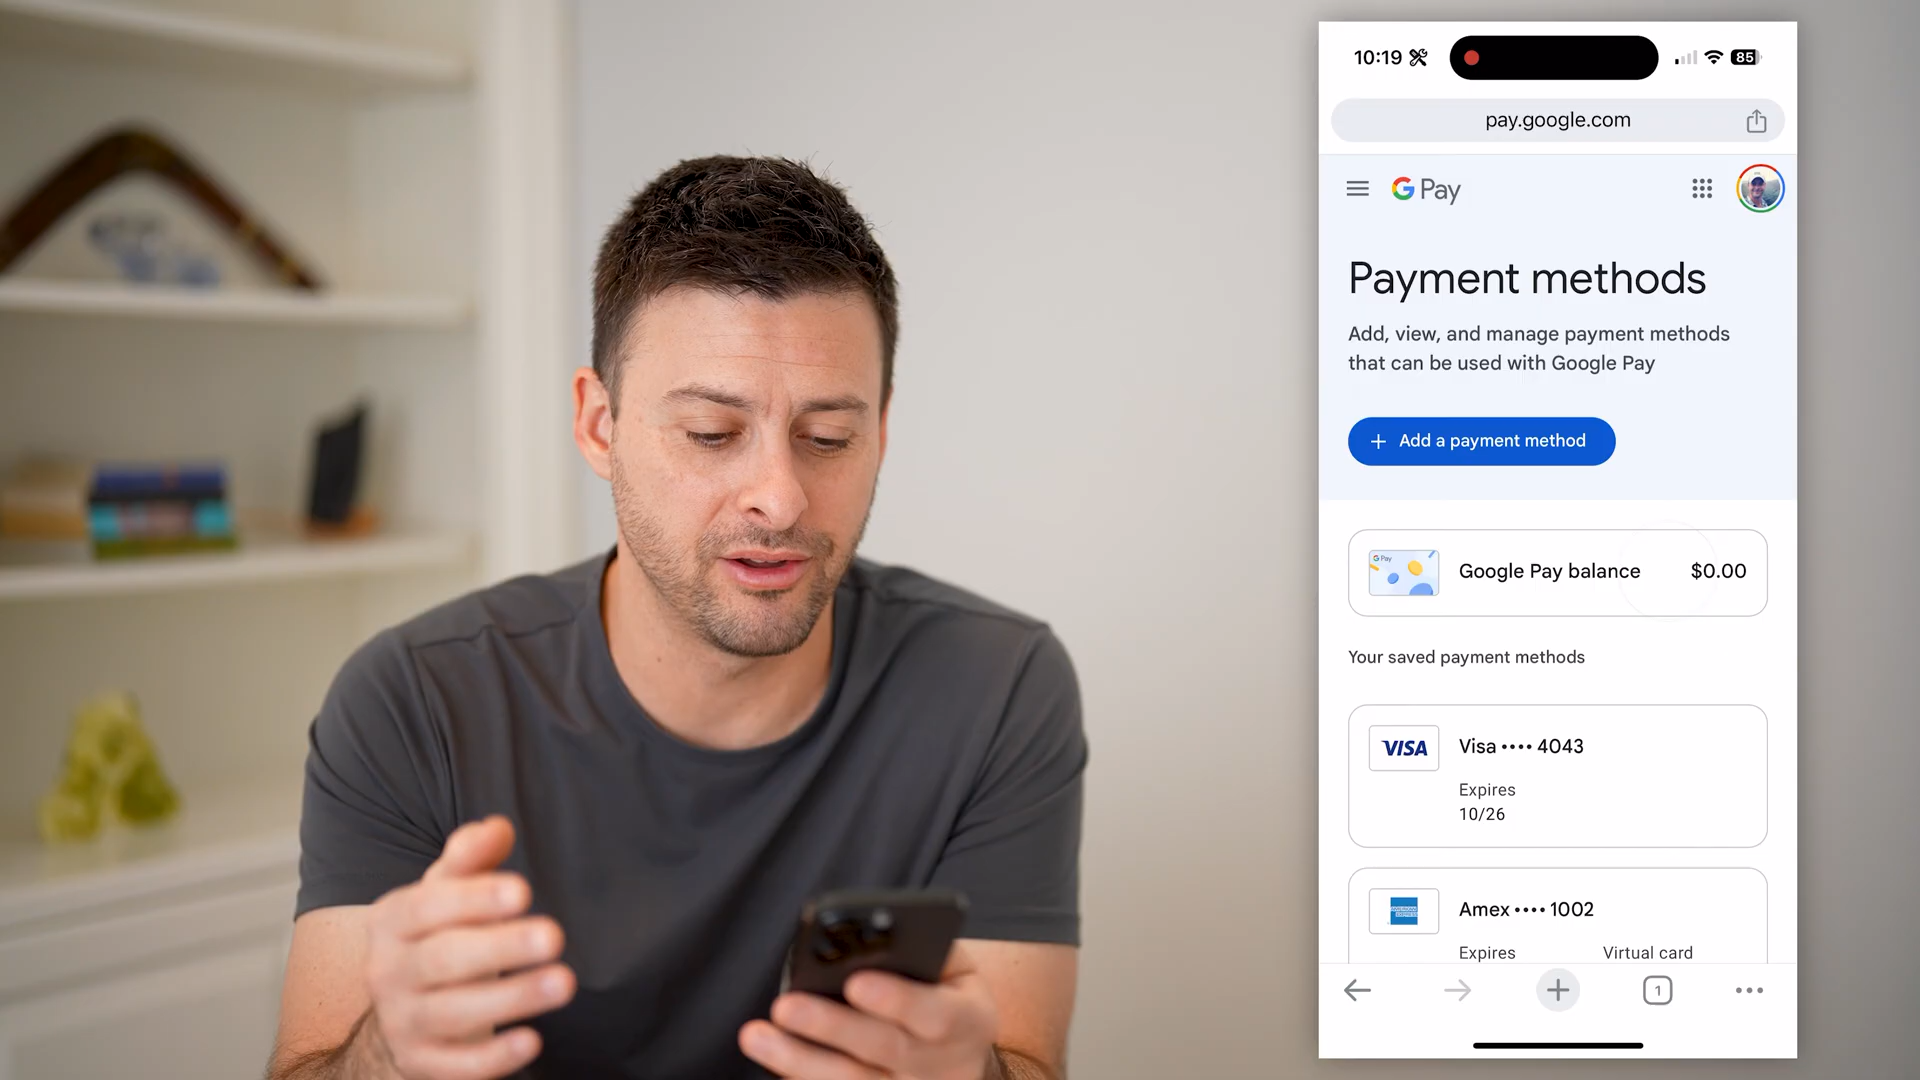 10:19
85
pay.google.com
G Pay
Payment methods
Add, view, and manage payment methods
that can be used with Google Pay
+ Add a payment method
G Pay
Google Pay balance $0.00
Your saved payment methods
VISA
Visa •••• 4043
Expires
10/26
Amex •••• 1002
Expires Virtual card
1